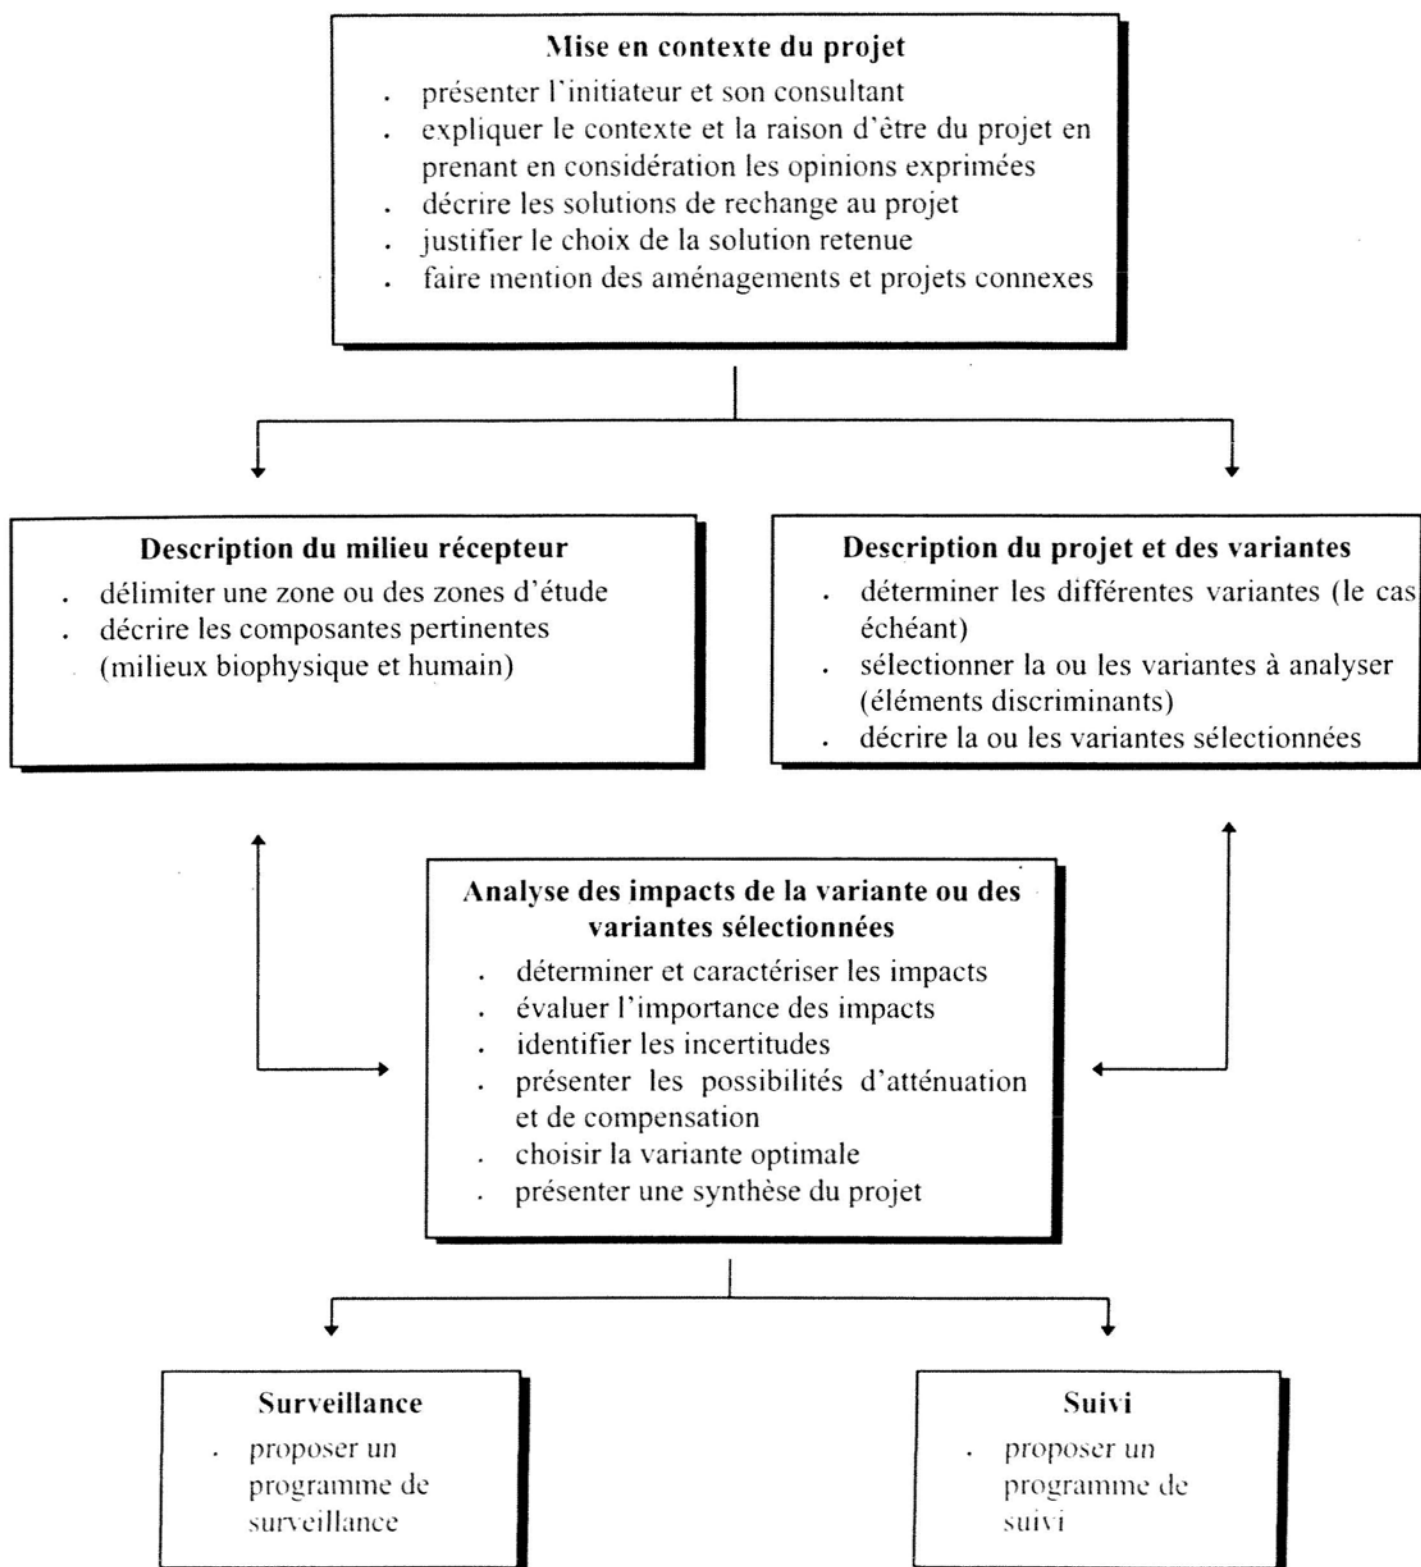 Mise en contexte du projet
. présenter l'initiateur et son consultant
. expliquer le contexte et la raison d'être du projet en
prenant en considération les opinions exprimées
. décrire les solutions de rechange au projet
. justifier le choix de la solution retenue
. faire mention des aménagements et projets connexes
Description du milieu récepteur
. délimiter une zone ou des zones d'étude
. décrire les composantes pertinentes
(milieux biophysique et humain)
Description du projet et des variantes
. déterminer les différentes variantes (le cas
échéant)
. sélectionner la ou les variantes à analyser
(éléments discriminants)
. décrire la ou les variantes sélectionnées
Analyse des impacts de la variante ou des
variantes sélectionnées
. déterminer et caractériser les impacts
. évaluer l'importance des impacts
. identifier les incertitudes
. présenter les possibilités d'atténuation
et de compensation
. choisir la variante optimale
. présenter une synthèse du projet
Surveillance
. proposer un
programme de
surveillance
Suivi
. proposer un
programme de
suivi